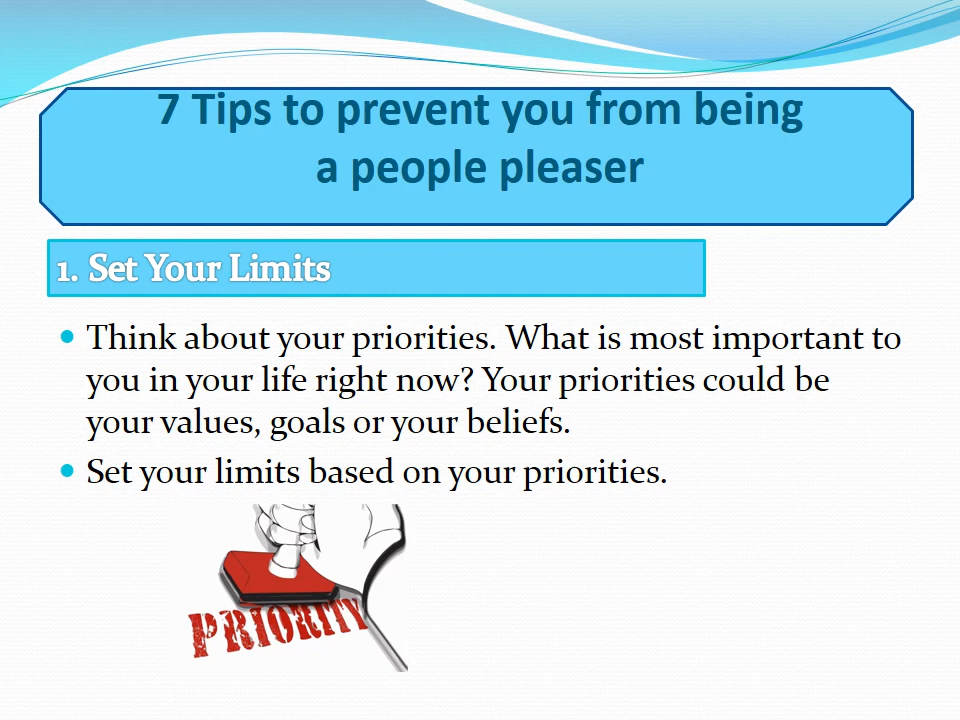 7 Tips to prevent you from being
a people pleaser
1. Set Your Limits
• Think about your priorities. What is most important to
you in your life right now? Your priorities could be
your values, goals or your beliefs.
• Set your limits based on your priorities.
PRIORITY